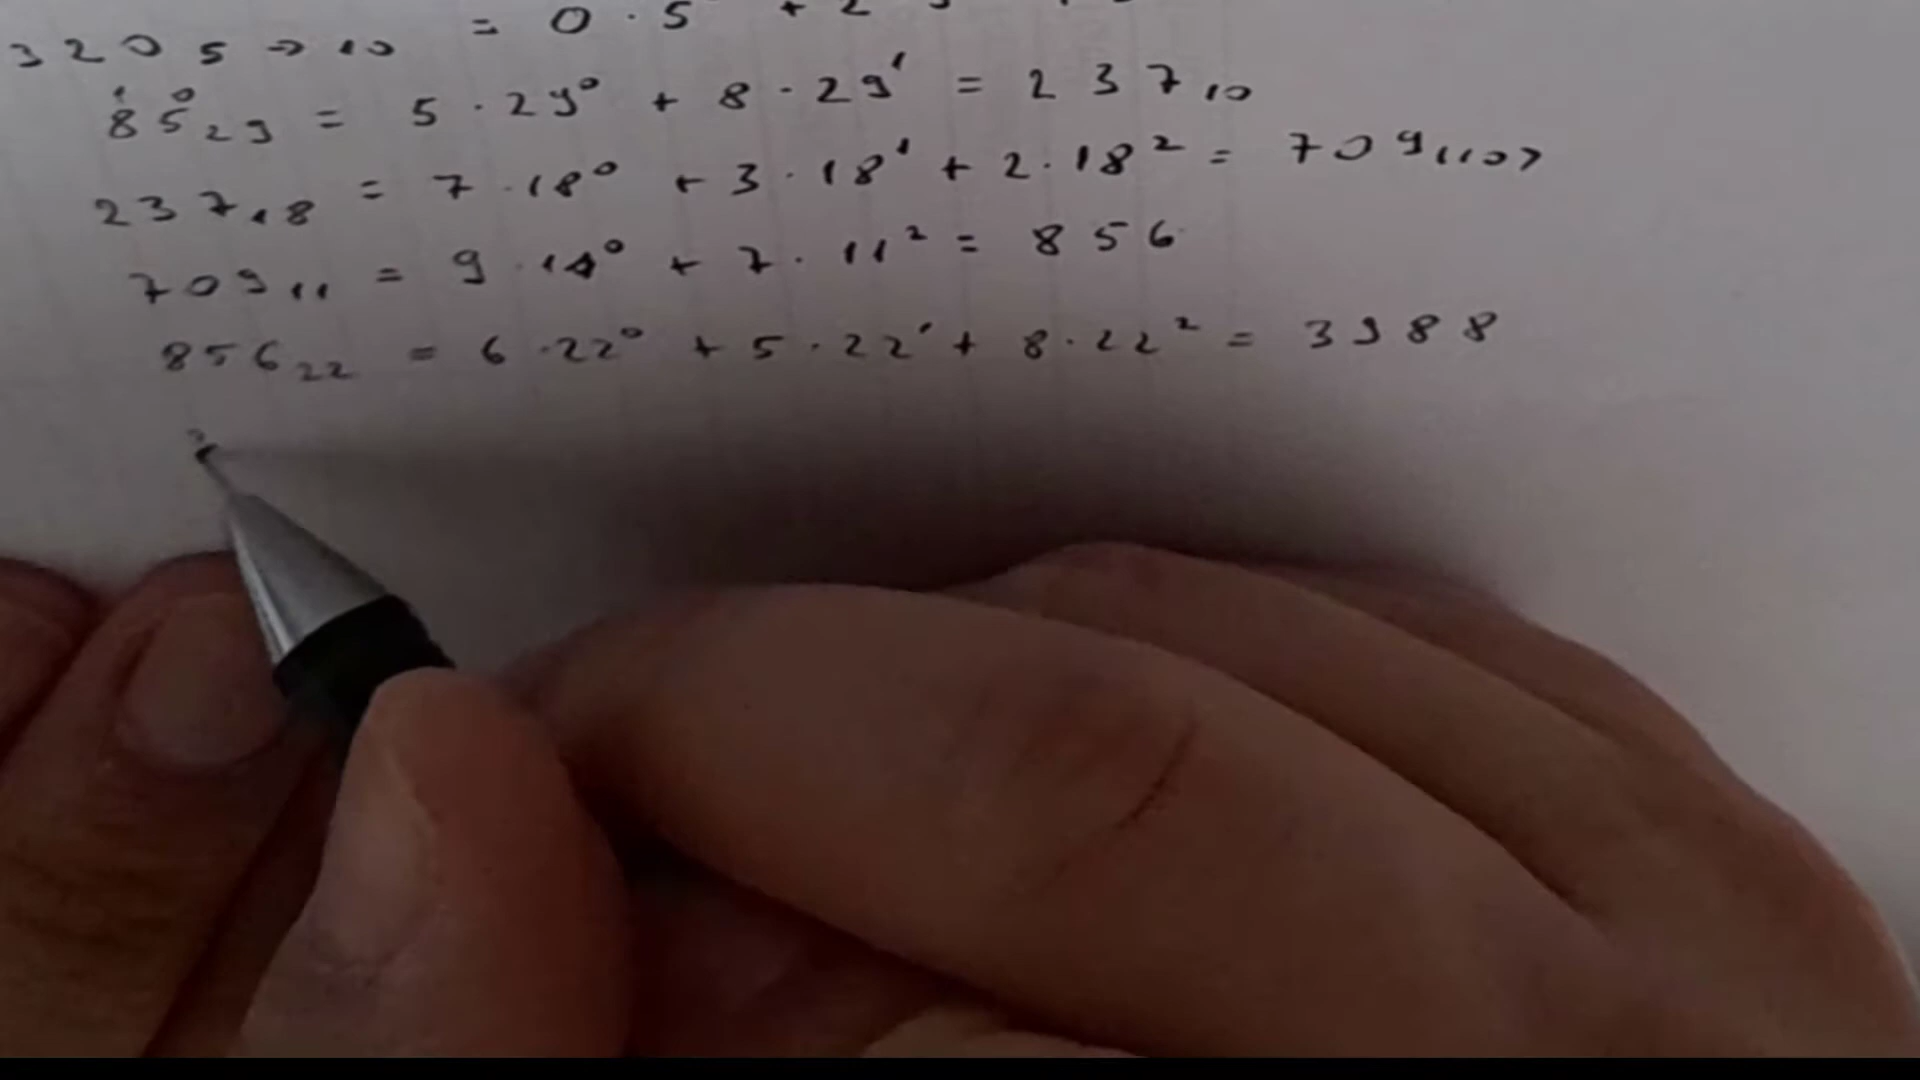 = 0 · 5 + 2
320₅ → 10
85₂₉ = 5 · 29⁰ + 8 · 29¹ = 237₁₀
237₁₈ = 7 · 18⁰ + 3 · 18¹ + 2 · 18² = 709₍₁₀₎
709₁₁ = 9 · 11⁰ + 7 · 11² = 856
856₂₂ = 6 · 22⁰ + 5 · 22¹ + 8 · 22² = 3988